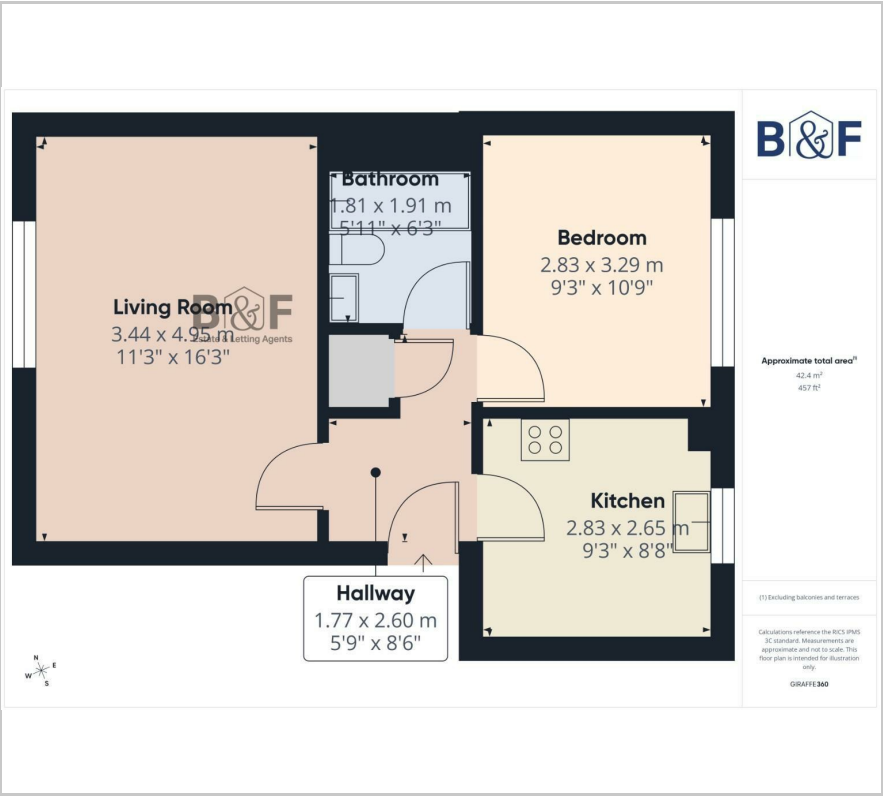 B&F
Bathroom
1.81 x 1.91 m
5'11" x 6'3"
Bedroom
2.83 x 3.29 m
9'3" x 10'9"
Living Room
3.44 x 4.95 m
11'3" x 16'3"
B&F
Estate & Letting Agents
Kitchen
2.83 x 2.65 m
9'3" x 8'8"
Hallway
1.77 x 2.60 m
5'9" x 8'6"
N
E
W
S
Approximate total area(1)
42.4 m²
457 ft²
(1) Excluding balconies and terraces
Calculations reference the RICS IPMS
3C standard. Measurements are
approximate and not to scale. This
floor plan is intended for illustration
only.
GIRAFFE360